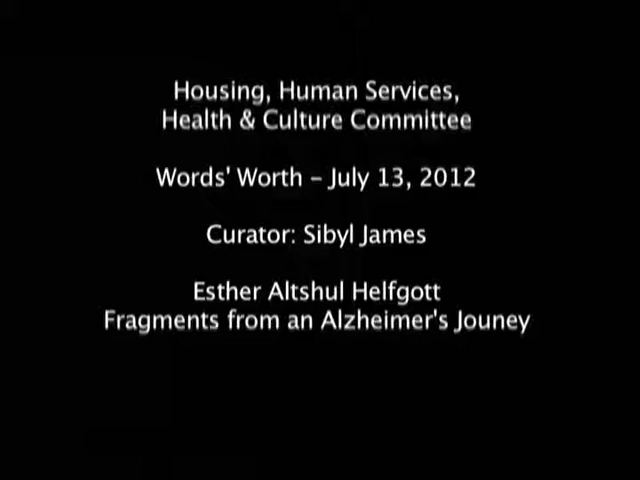 Housing, Human Services,
Health & Culture Committee
Words' Worth – July 13, 2012
Curator: Sibyl James
Esther Altshul Helfgott
Fragments from an Alzheimer's Jouney